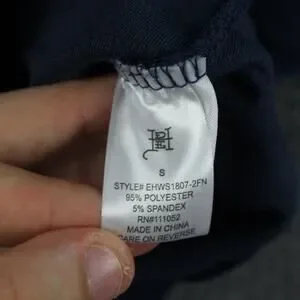 S
STYLE# EHWS1807-2FN
95% POLYESTER
5% SPANDEX
RN#111052
MADE IN CHINA
CARE ON REVERSE